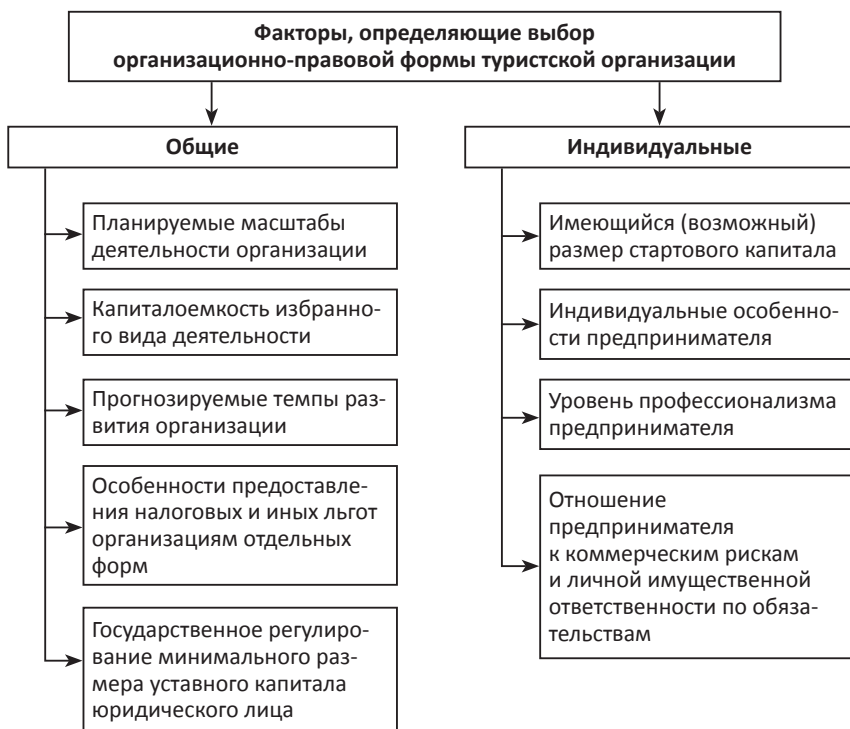 Факторы, определяющие выбор
организационно-правовой формы туристской организации
Общие
Планируемые масштабы
деятельности организации
Капиталоемкость избранно-
го вида деятельности
Прогнозируемые темпы раз-
вития организации
Особенности предоставле-
ния налоговых и иных льгот
организациям отдельных
форм
Государственное регулиро-
вание минимального раз-
мера уставного капитала
юридического лица
Индивидуальные
Имеющийся (возможный)
размер стартового капитала
Индивидуальные особенно-
сти предпринимателя
Уровень профессионализма
предпринимателя
Отношение
предпринимателя
к коммерческим рискам
и личной имущественной
ответственности по обяза-
тельствам